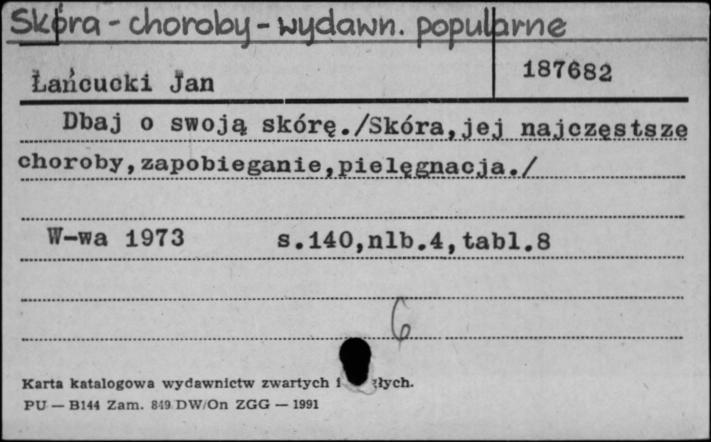 Skóra - choroby - wydawn. popularne
187682
Łańcucki Jan
Dbaj o swoją skórę./Skóra,jej najczęstsze
choroby,zapobieganie,pielęgnacja./
W-wa 1973 s.140,nlb.4,tabl.8
6
Karta katalogowa wydawnictw zwartych i
PU — B144 Zam. 849 DW/On ZGG — 1991